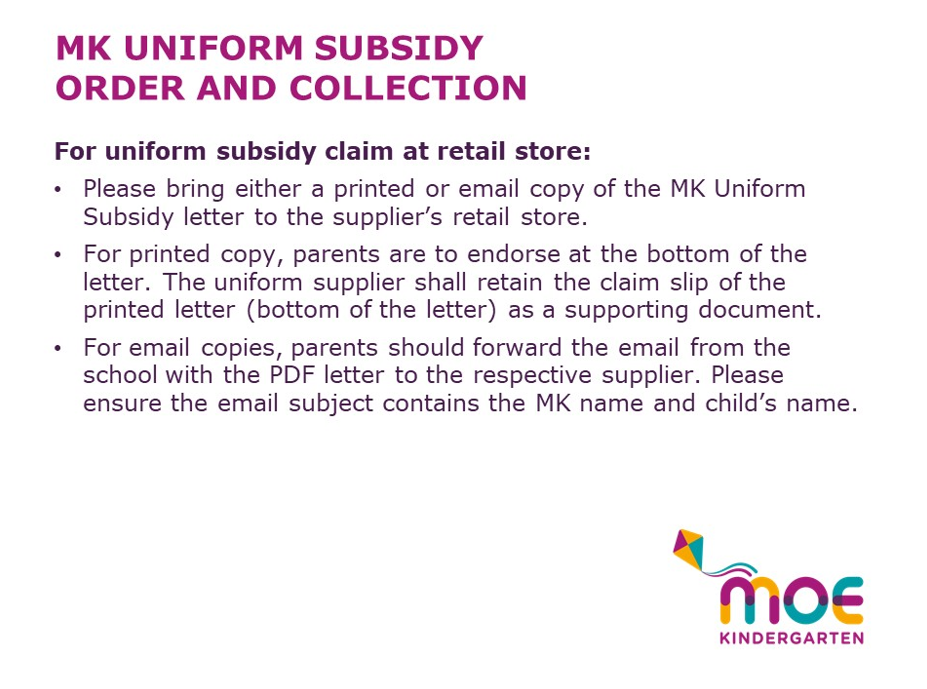 MK UNIFORM SUBSIDY
ORDER AND COLLECTION
For uniform subsidy claim at retail store:
• Please bring either a printed or email copy of the MK Uniform
Subsidy letter to the supplier’s retail store.
• For printed copy, parents are to endorse at the bottom of the
letter. The uniform supplier shall retain the claim slip of the
printed letter (bottom of the letter) as a supporting document.
• For email copies, parents should forward the email from the
school with the PDF letter to the respective supplier. Please
ensure the email subject contains the MK name and child’s name.
moe
KINDERGARTEN